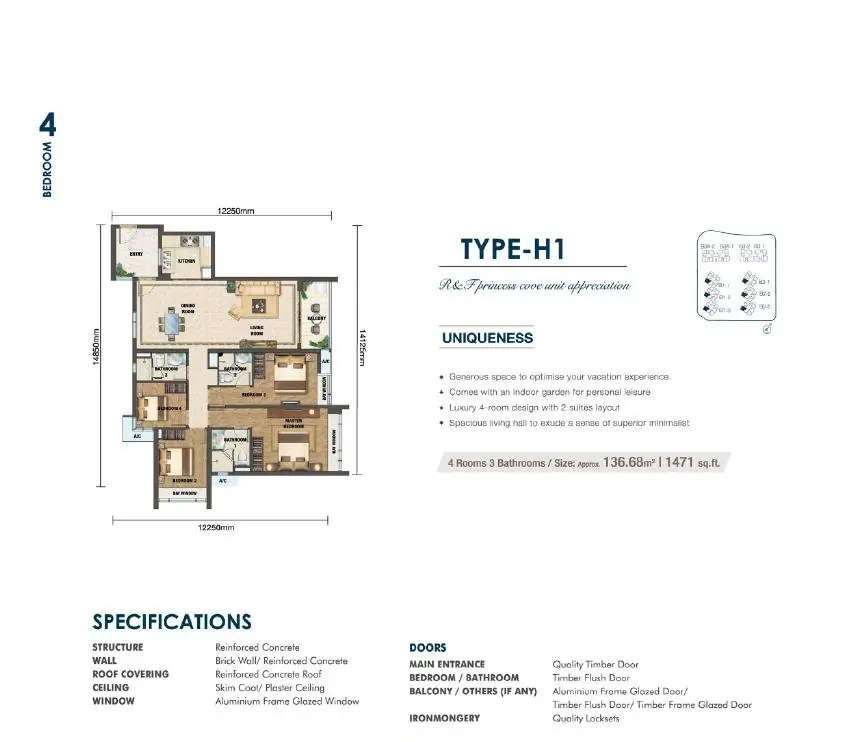 4
BEDROOM
12250mm
ENTRY
KITCHEN
DINING
ROOM
LIVING
ROOM
BALCONY
14850mm
14125mm
A/C
BATHROOM
3
BATHROOM
2
BAY WINDOW
BEDROOM 4
MASTER
BEDROOM
BATHROOM
1
BAY WINDOW
A/C
A/C
BAY WINDOW
12250mm
TYPE-H1
R&F princess cove unit appreciation
UNIQUENESS
Generous space to optimise your vacation experience
Comes with an indoor garden for personal leisure
Luxury 4-room design with 2 suites layout
Spacious living hall to exude a sense of superior minimalist
4 Rooms 3 Bathrooms / Size: Approx. 136.68m² | 1471 sq.ft.
SPECIFICATIONS
STRUCTURE Reinforced Concrete
WALL Brick Wall/ Reinforced Concrete
ROOF COVERING Reinforced Concrete Roof
CEILING Skim Coat/ Plaster Ceiling
WINDOW Aluminium Frame Glazed Window
DOORS
MAIN ENTRANCE Quality Timber Door
BEDROOM / BATHROOM Timber Flush Door
BALCONY / OTHERS (IF ANY) Aluminium Frame Glazed Door/
Timber Flush Door/ Timber Frame Glazed Door
IRONMONGERY Quality Locksets